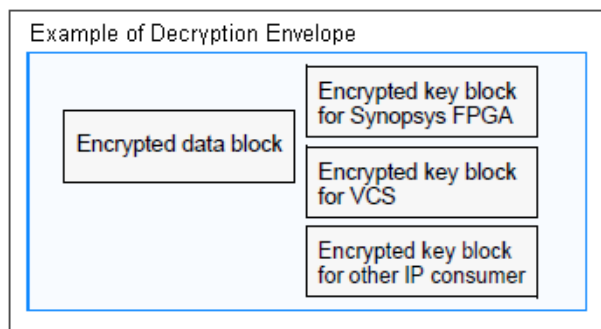 Example of Decryption Envelope
Encrypted data block
Encrypted key block
for Synopsys FPGA
Encrypted key block
for VCS
Encrypted key block
for other IP consumer